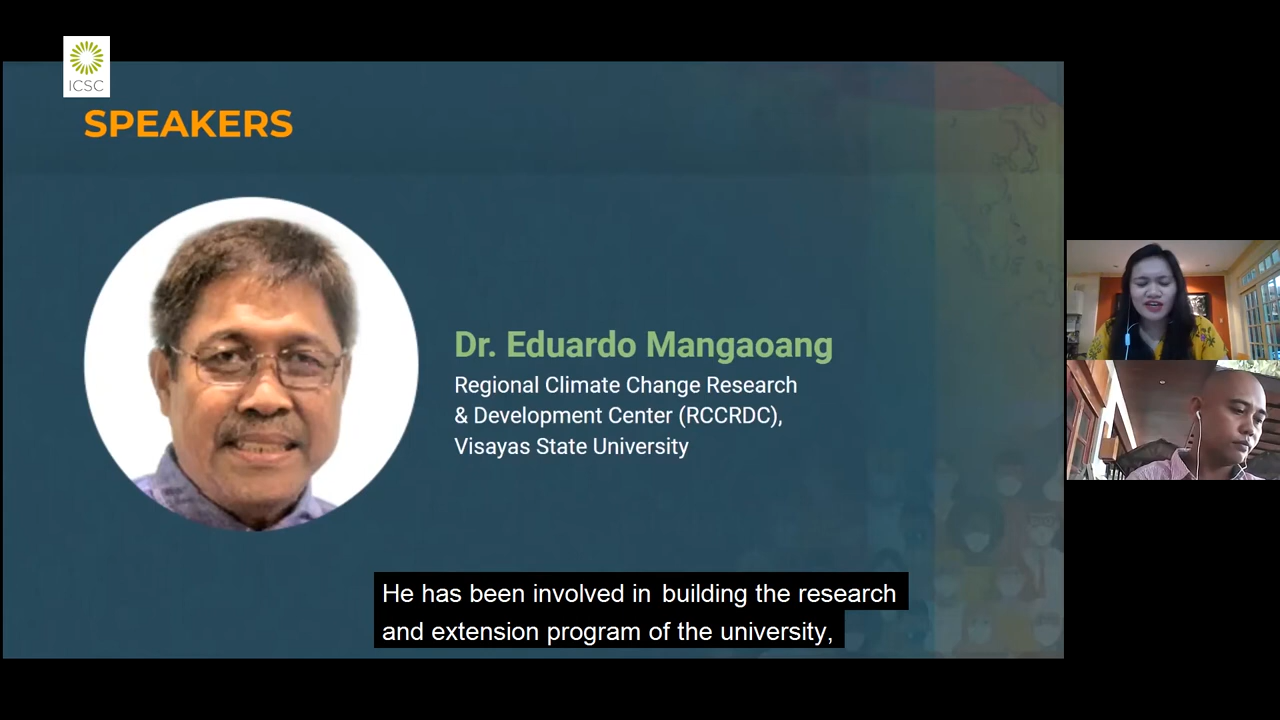 ICSC
SPEAKERS
Dr. Eduardo Mangaoang
Regional Climate Change Research
& Development Center (RCCRDC),
Visayas State University
He has been involved in building the research
and extension program of the university,